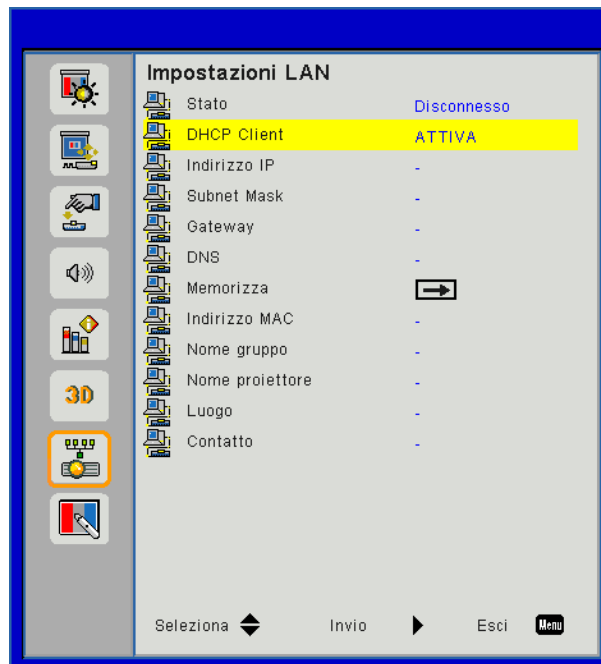 Impostazioni LAN
Stato Disconnesso
DHCP Client ATTIVA
Indirizzo IP -
Subnet Mask -
Gateway -
DNS -
Memorizza
Indirizzo MAC -
Nome gruppo -
Nome proiettore -
Luogo -
Contatto -
3D
Seleziona Invio Esci Menu